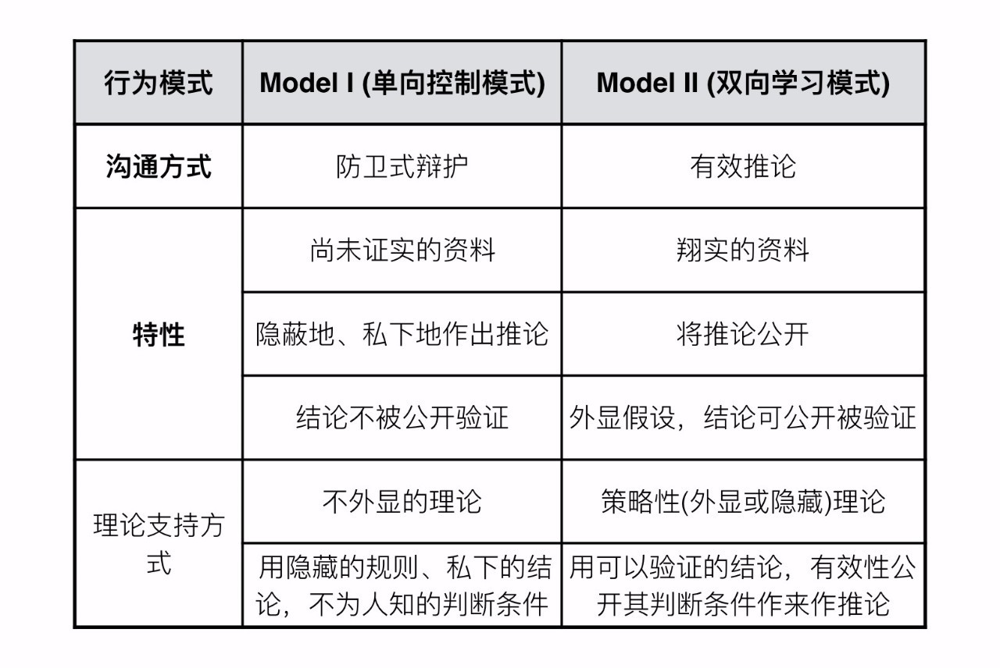 行为模式
Model I (单向控制模式)
Model II (双向学习模式)
沟通方式
防卫式辩护
有效推论
特性
尚未证实的资料
翔实的资料
隐蔽地、私下地作出推论
将推论公开
结论不被公开验证
外显假设，结论可公开被验证
理论支持方
式
不外显的理论
策略性(外显或隐藏)理论
用隐藏的规则、私下的结
论，不为人知的判断条件
用可以验证的结论，有效性公
开其判断条件作来作推论